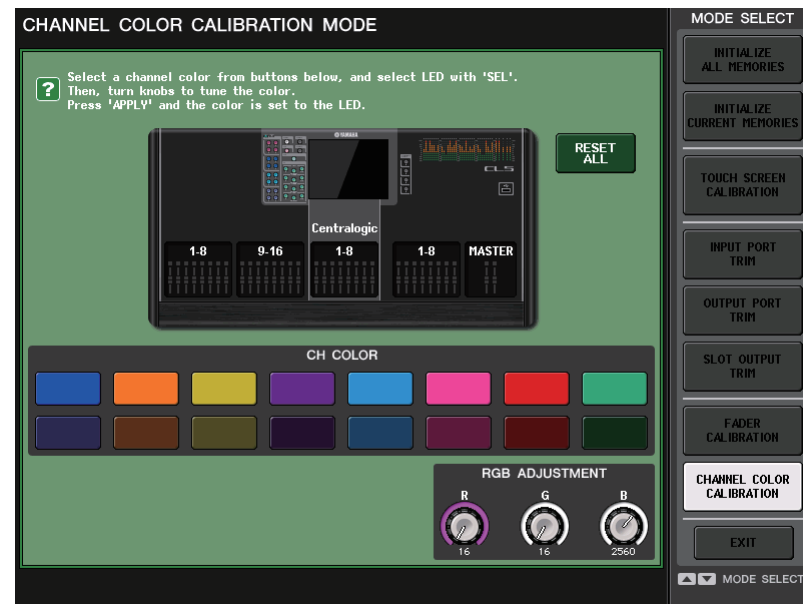 CHANNEL COLOR CALIBRATION MODE
? Select a channel color from buttons below, and select LED with 'SEL'.
Then, turn knobs to tune the color.
Press 'APPLY' and the color is set to the LED.
RESET
ALL
YAMAHA
CL5
Centralogic
1-8
9-16
1-8
1-8
MASTER
CH COLOR
RGB ADJUSTMENT
R
G
B
16
16
2560
MODE SELECT
INITIALIZE
ALL MEMORIES
INITIALIZE
CURRENT MEMORIES
TOUCH SCREEN
CALIBRATION
INPUT PORT
TRIM
OUTPUT PORT
TRIM
SLOT OUTPUT
TRIM
FADER
CALIBRATION
CHANNEL COLOR
CALIBRATION
EXIT
MODE SELECT